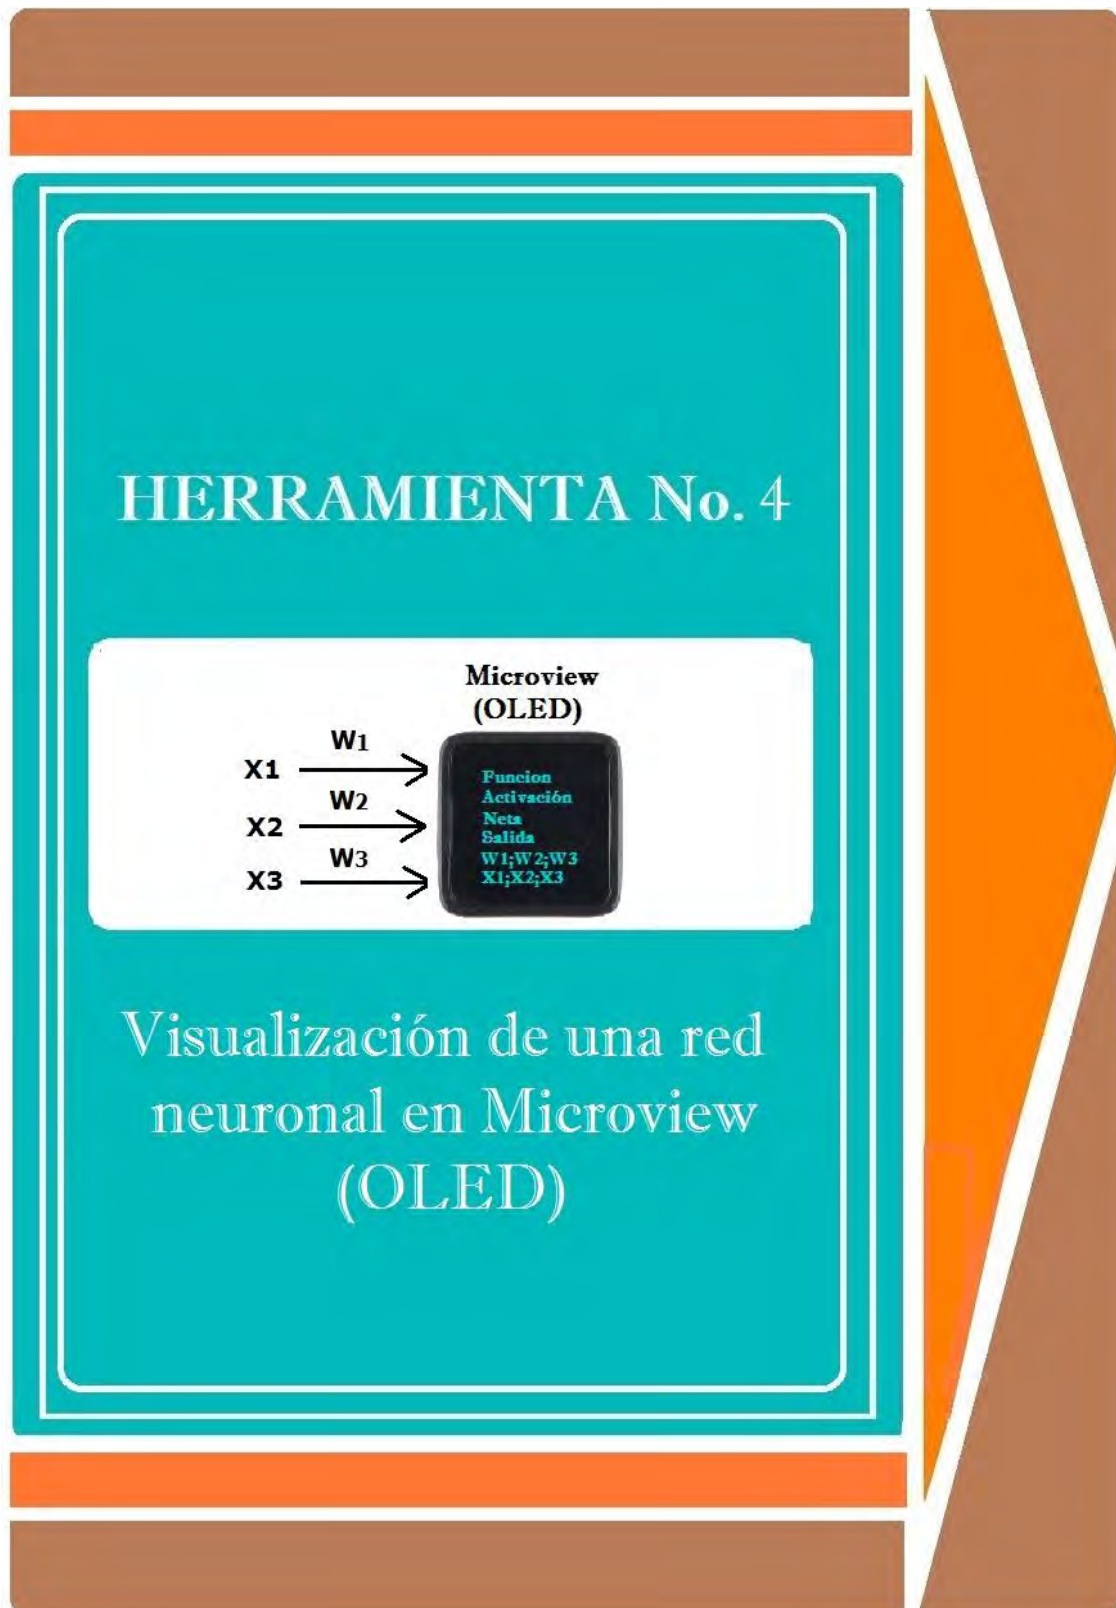 HERRAMIENTA No. 4
Microview
(OLED)
W1
X1
W2
X2
W3
X3
Funcion
Activación
Neta
Salida
W1;W2;W3
X1;X2;X3
Visualización de una red
neuronal en Microview
(OLED)